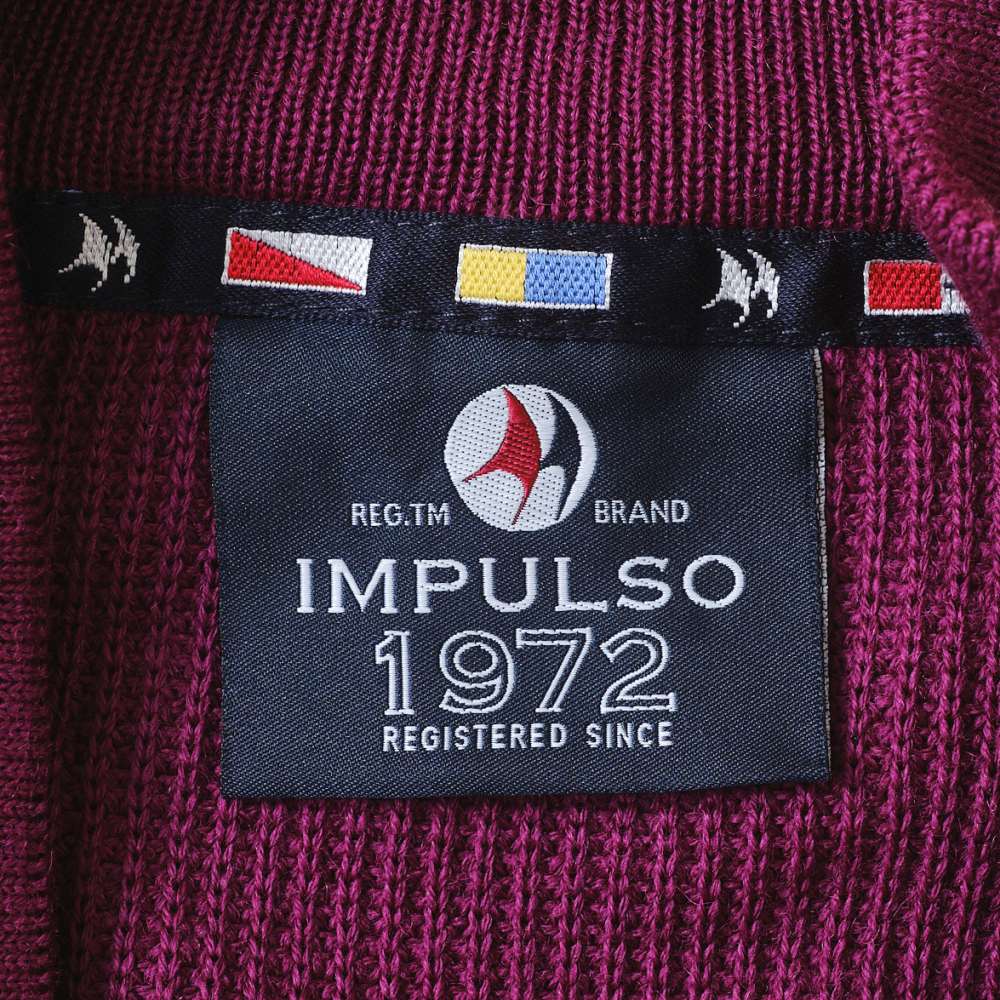 REG.TM BRAND
IMPULSO
1972
REGISTERED SINCE